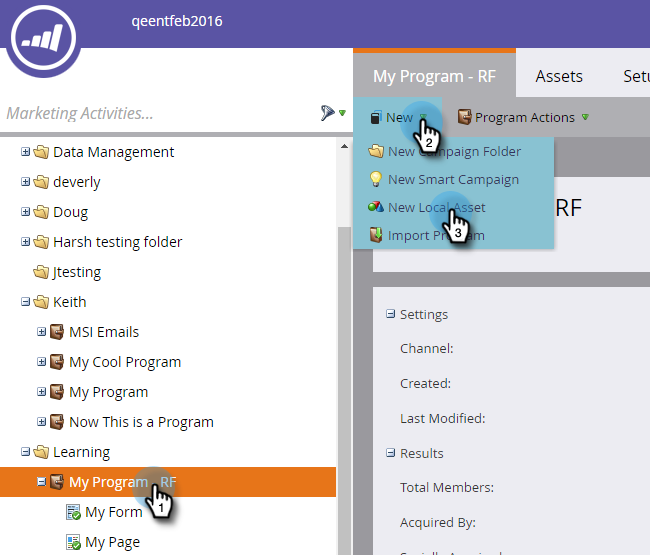 qeentfeb2016
My Program - RF
Assets
Marketing Activities...
New
2
Program Actions
Data Management
New Campaign Folder
deverly
New Smart Campaign
Doug
New Local Asset
RF
3
Harsh testing folder
Import Program
Jtesting
Keith
Settings
MSI Emails
Channel:
My Cool Program
Created:
My Program
Last Modified:
Now This is a Program
Learning
Results
My Program - RF
1
Total Members:
My Form
Acquired By:
My Page